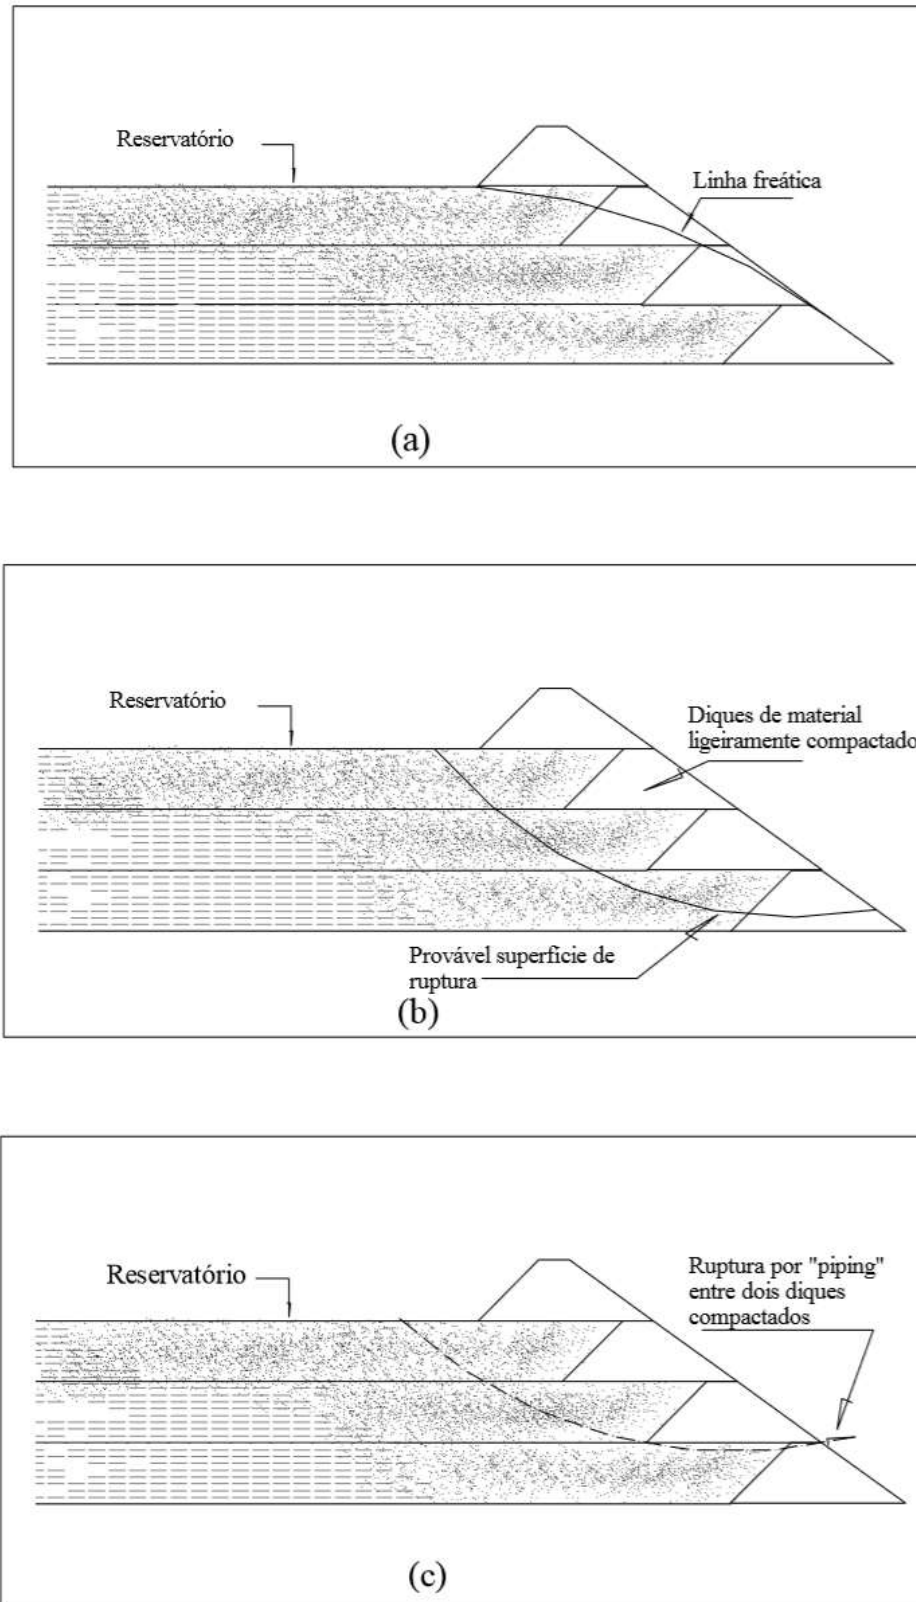 Reservatório
Linha freática
(a)
Reservatório
Diques de material
ligeiramente compactado
Provável superfície de
ruptura
(b)
Reservatório
Ruptura por "piping"
entre dois diques
compactados
(c)